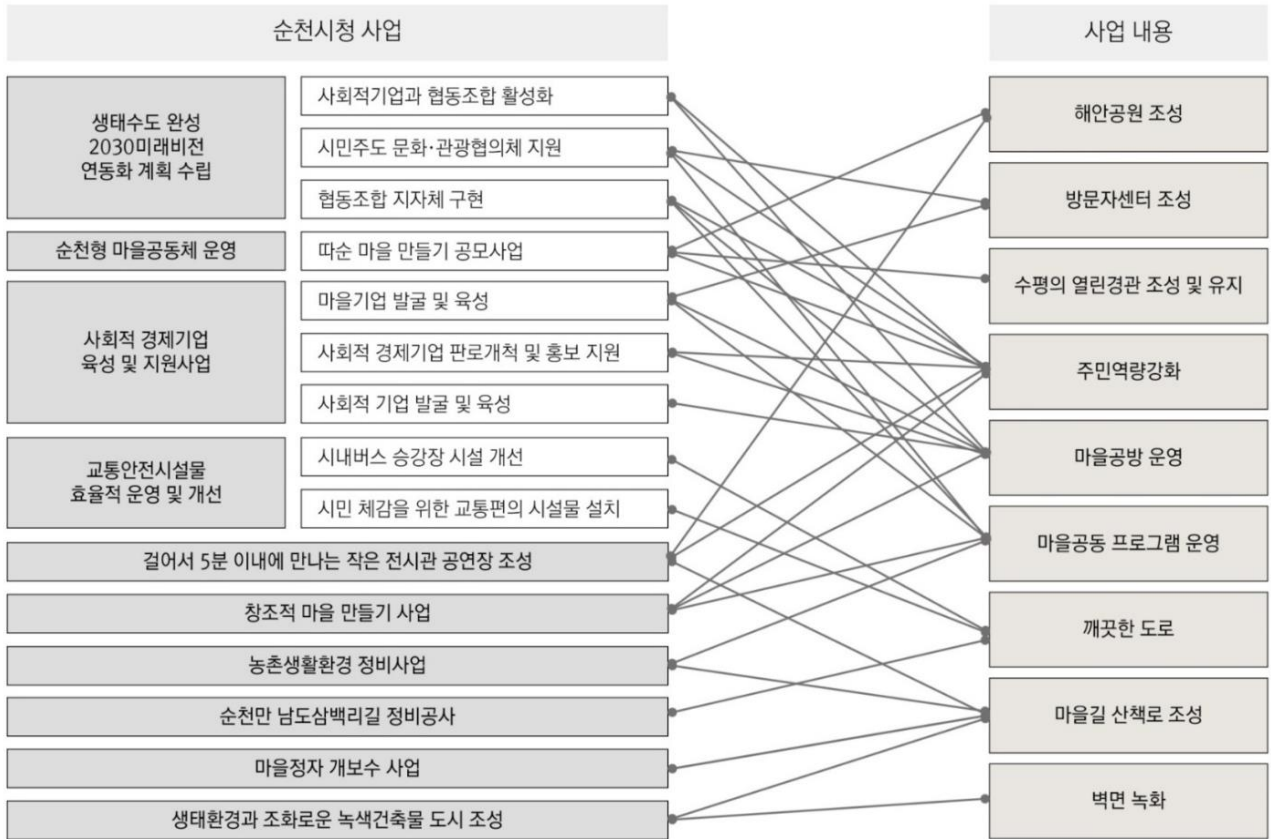 순천시청 사업
사업 내용
생태수도 완성
2030미래비전
연동화 계획 수립
사회적기업과 협동조합 활성화
시민주도 문화·관광협의체 지원
협동조합 지자체 구현
순천형 마을공동체 운영
따순 마을 만들기 공모사업
사회적 경제기업
육성 및 지원사업
마을기업 발굴 및 육성
사회적 경제기업 판로개척 및 홍보 지원
사회적 기업 발굴 및 육성
교통안전시설물
효율적 운영 및 개선
시내버스 승강장 시설 개선
시민 체감을 위한 교통편의 시설물 설치
걸어서 5분 이내에 만나는 작은 전시관 공연장 조성
창조적 마을 만들기 사업
농촌생활환경 정비사업
순천만 남도삼백리길 정비공사
마을정자 개보수 사업
생태환경과 조화로운 녹색건축물 도시 조성
해안공원 조성
방문자센터 조성
수평의 열린경관 조성 및 유지
주민역량강화
마을공방 운영
마을공동 프로그램 운영
깨끗한 도로
마을길 산책로 조성
벽면 녹화